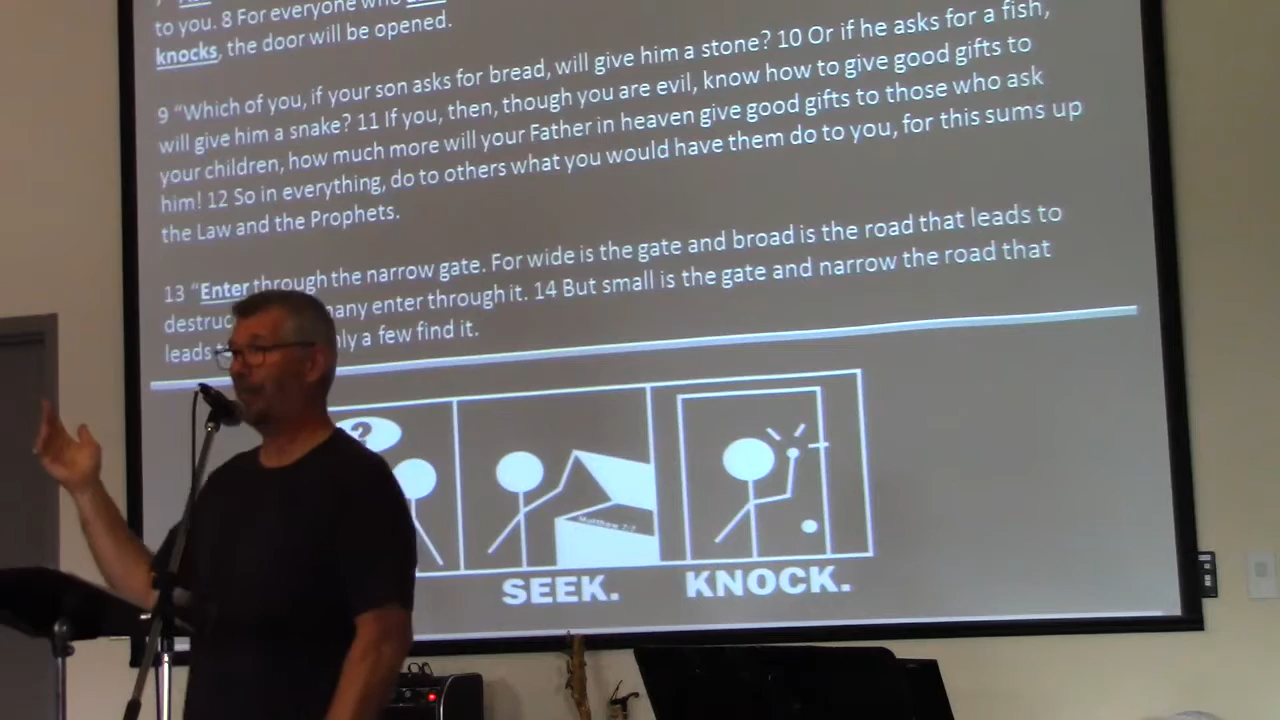 to you. 8 For everyone who
knocks, the door will be opened.
9 “Which of you, if your son asks for bread, will give him a stone? 10 Or if he asks for a fish,
will give him a snake? 11 If you, then, though you are evil, know how to give good gifts to
your children, how much more will your Father in heaven give good gifts to those who ask
him! 12 So in everything, do to others what you would have them do to you, for this sums up
the Law and the Prophets.
13 “Enter through the narrow gate. For wide is the gate and broad is the road that leads to
many enter through it. 14 But small is the gate and narrow the road that
leads a few find it.
?
Matthew 7:7
SEEK. KNOCK.